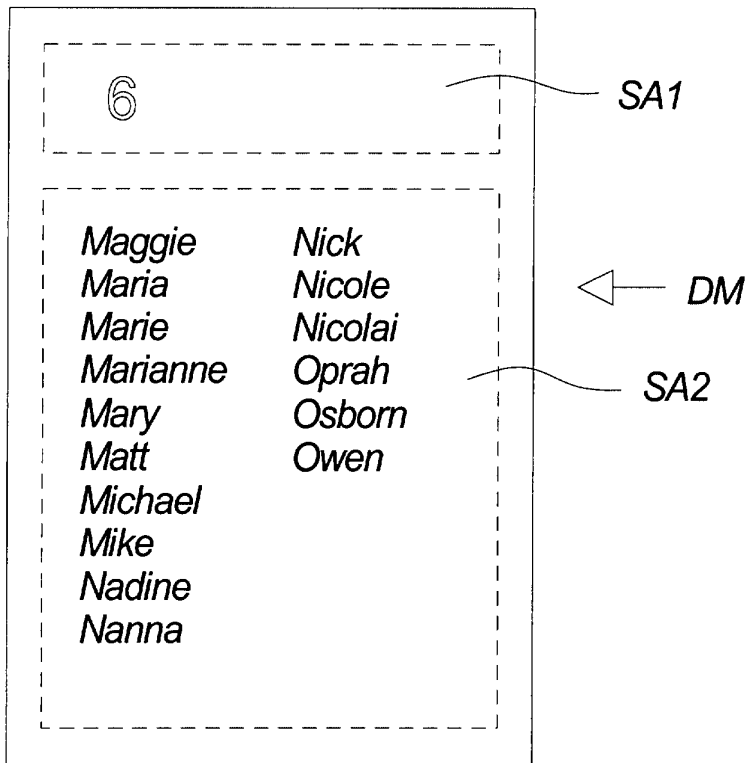 6
SA1
Maggie
Maria
Marie
Marianne
Mary
Matt
Michael
Mike
Nadine
Nanna
Nick
Nicole
Nicolai
Oprah
Osborn
Owen
DM
SA2